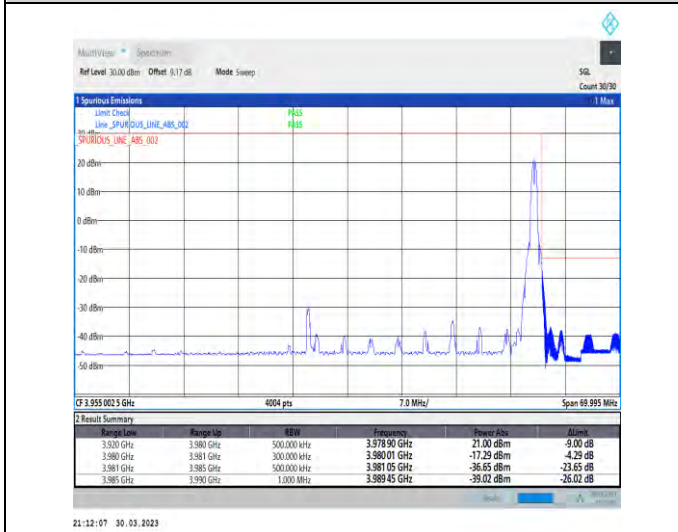 MultiView Spectrum
Ref Level 30.00 dBm Offset 9.17 dB Mode Sweep SGL
Count 30/30
1 Spurious Emissions 1 Max
Limit Check PASS
Line _SPURIOUS_LINE_ABS_002 PASS
_SPURIOUS_LINE_ABS_002
20 dBm
10 dBm
0 dBm
-10 dBm
-20 dBm
-30 dBm
-40 dBm
-50 dBm
CF 3.955 002 5 GHz 4004 pts 7.0 MHz/ Span 69.995 MHz
2 Result Summary
Range Low Range Up RBW Frequency Power Abs ΔLimit
3.920 GHz 3.980 GHz 500.000 kHz 3.978 90 GHz 21.00 dBm -9.00 dB
3.980 GHz 3.981 GHz 300.000 kHz 3.980 01 GHz -17.29 dBm -4.29 dB
3.981 GHz 3.985 GHz 500.000 kHz 3.981 05 GHz -36.65 dBm -23.65 dB
3.985 GHz 3.990 GHz 1.000 MHz 3.989 45 GHz -39.02 dBm -26.02 dB
21:12:07 30.03.2023